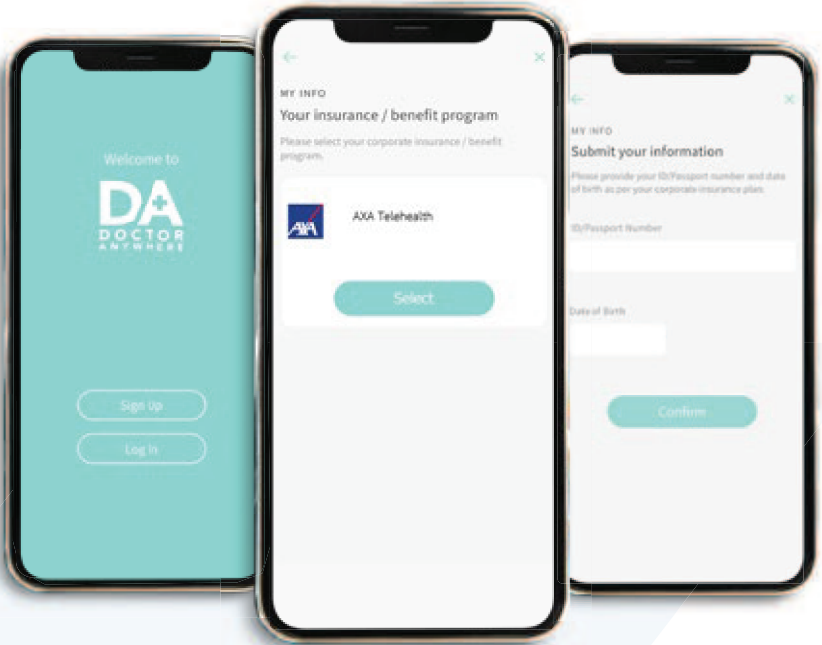 Welcome to
DA
DOCTOR
ANYWHERE
Sign Up
Log In
MY INFO
Your insurance / benefit program
Please select your corporate insurance / benefit
program.
AXA
AXA Telehealth
Select
MY INFO
Submit your information
Please provide your ID/Passport number and date
of birth as per your corporate insurance plan
ID/Passport Number
Date of Birth
Confirm